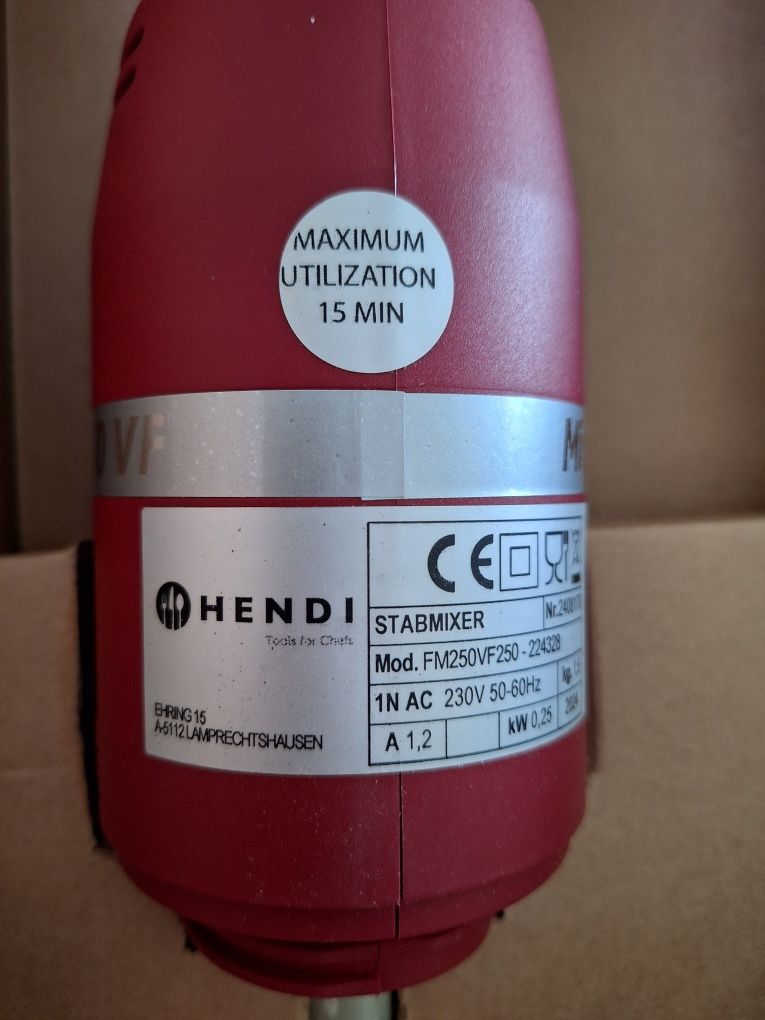 MAXIMUM
UTILIZATION
15 MIN
VF
CE
HENDI
Tools for Chefs
STABMIXER
Mod. FM250VF250 - 224328
1N AC 230V 50-60Hz
kg.
A 1,2
kW 0,25
2024
EHRING 15
A-5112 LAMPRECHTSHAUSEN